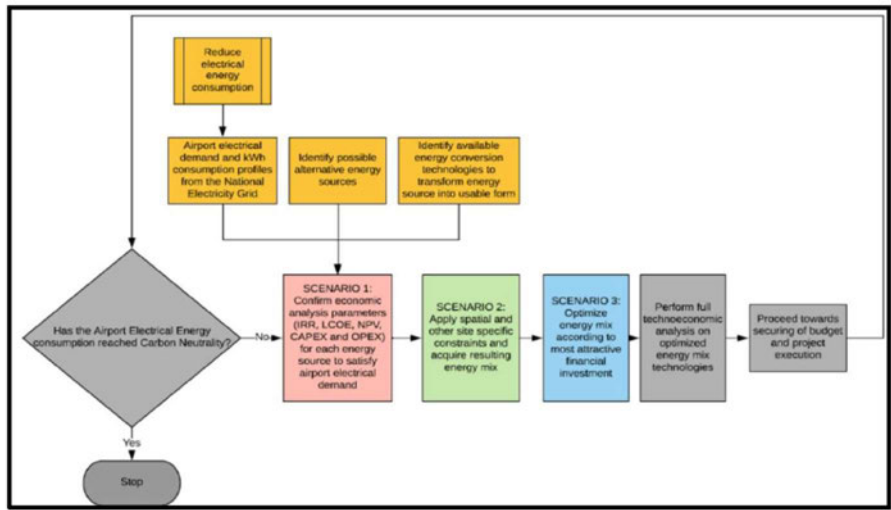 Reduce
electrical
energy
consumption
Airport electrical
demand and kWh
consumption profiles
from the National
Electricity Grid
Identify possible
alternative energy
sources
Identify available
energy conversion
technologies to
transform energy
source into usable form
Has the Airport Electrical Energy
consumption reached Carbon Neutrality?
No
SCENARIO 1:
Confirm economic
analysis parameters
(IRR, LCOE, NPV,
CAPEX and OPEX)
for each energy
source to satisfy
airport electrical
demand
SCENARIO 2:
Apply spatial and
other site specific
constraints and
acquire resulting
energy mix
SCENARIO 3:
Optimize
energy mix
according to
most attractive
financial
investment
Perform full
technoeconomic
analysis on
optimized
energy mix
technologies
Proceed towards
securing of budget
and project
execution
Yes
Stop